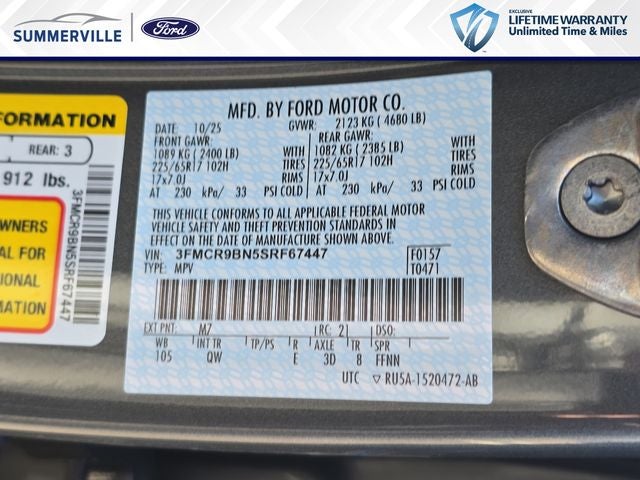 SUMMERVILLE
Ford
EXCLUSIVE
LIFETIME WARRANTY
Unlimited Time & Miles
FORMATION
REAR: 3
912 lbs.
WNERS
AL FOR
IONAL
MATION
3FMCR9BN5SRF67447
MFD. BY FORD MOTOR CO.
DATE: 10/25 GVWR: 2123 KG ( 4680 LB)
FRONT GAWR: REAR GAWR:
1089 KG ( 2400 LB) WITH 1082 KG ( 2385 LB) WITH
225/65R17 102H TIRES 225/65R17 102H TIRES
17x7.0J RIMS 17x7.0J RIMS
AT 230 kPa/ 33 PSI COLD AT 230 kPa/ 33 PSI COLD
THIS VEHICLE CONFORMS TO ALL APPLICABLE FEDERAL MOTOR
VEHICLE SAFETY, BUMPER, AND
PREVENTION STANDARDS IN EFFECT ON THE DATE OF MANUFACTURE SHOWN ABOVE.
VIN: 3FMCR9BN5SRF67447 F0157
TYPE: MPV T0471
EXT PNT: M7 RC: 2 DSO:
WB INT TR TP/PS R AXLE TR SPR
105 QW E 3D 8 FFNN
UTC ▽ RU5A-1520472-AB